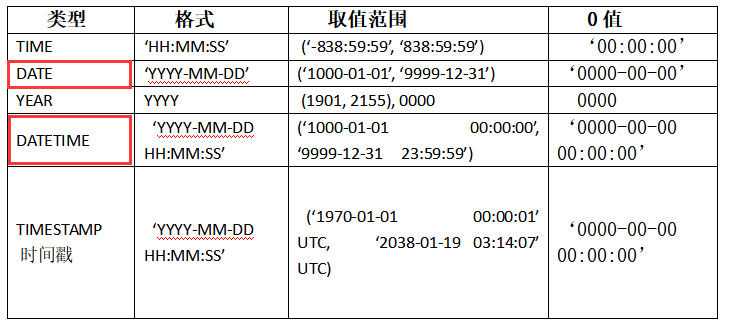 类型 格式 取值范围 0 值
TIME ‘HH:MM:SS’ (‘-838:59:59’, ‘838:59:59’) ‘00:00:00’
DATE ‘YYYY-MM-DD’ (‘1000-01-01’, ‘9999-12-31’) ‘0000-00-00’
YEAR YYYY (1901, 2155), 0000 0000
DATETIME
‘YYYY-MM-DD
HH:MM:SS’
(‘1000-01-01 00:00:00’,
‘9999-12-31 23:59:59’)
‘0000-00-00
00:00:00’
TIMESTAMP
时间戳
‘YYYY-MM-DD
HH:MM:SS’
(‘1970-01-01 00:00:01’
UTC, ‘2038-01-19 03:14:07’
UTC)
‘0000-00-00
00:00:00’